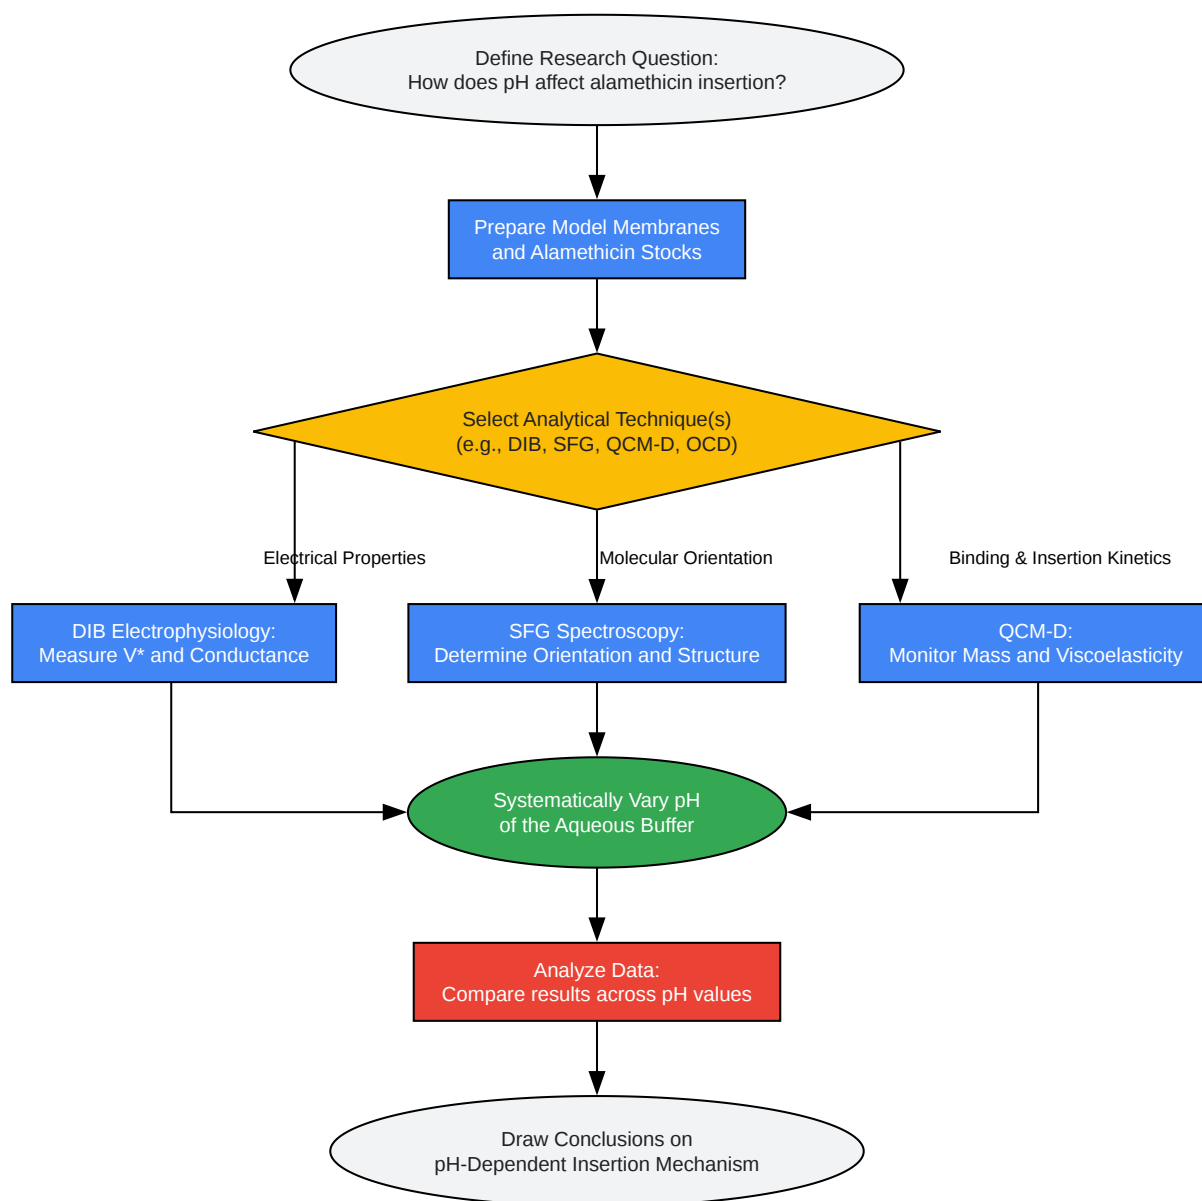 Define Research Question:
How does pH affect alamethicin insertion?
Prepare Model Membranes
and Alamethicin Stocks
Select Analytical Technique(s)
(e.g., DIB, SFG, QCM-D, OCD)
Electrical Properties
Molecular Orientation
Binding & Insertion Kinetics
DIB Electrophysiology:
Measure V* and Conductance
SFG Spectroscopy:
Determine Orientation and Structure
QCM-D:
Monitor Mass and Viscoelasticity
Systematically Vary pH
of the Aqueous Buffer
Analyze Data:
Compare results across pH values
Draw Conclusions on
pH-Dependent Insertion Mechanism